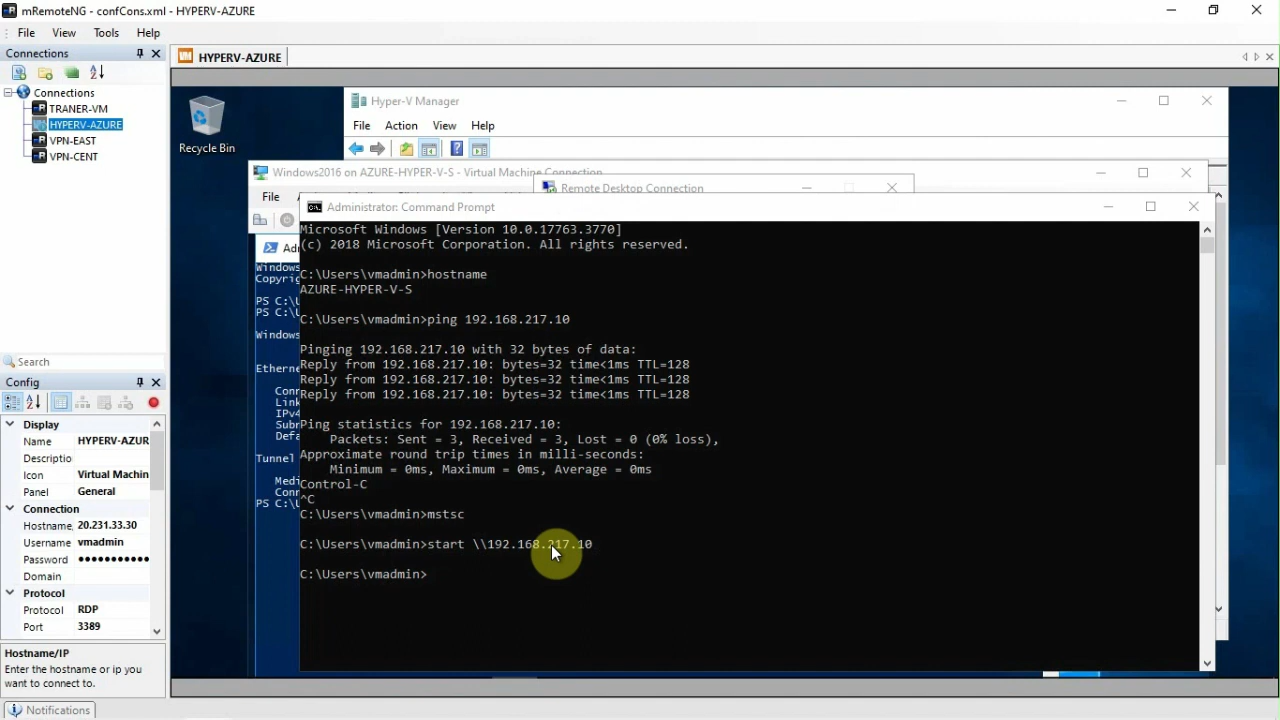 mRemoteNG - confCons.xml - HYPERV-AZURE
File View Tools Help
Connections
HYPERV-AZURE
Connections
TRANER-VM
HYPERV-AZURE
VPN-EAST
VPN-CENT
Recycle Bin
Hyper-V Manager
File Action View Help
Windows2016 on AZURE-HYPER-V-S - Virtual Machine Connection
Remote Desktop Connection
File
Administrator: Command Prompt
Microsoft Windows [Version 10.0.17763.3770]
(c) 2018 Microsoft Corporation. All rights reserved.
C:\Users\vmadmin>hostname
AZURE-HYPER-V-S
C:\Users\vmadmin>ping 192.168.217.10
Pinging 192.168.217.10 with 32 bytes of data:
Reply from 192.168.217.10: bytes=32 time<1ms TTL=128
Reply from 192.168.217.10: bytes=32 time<1ms TTL=128
Reply from 192.168.217.10: bytes=32 time<1ms TTL=128
Ping statistics for 192.168.217.10:
Packets: Sent = 3, Received = 3, Lost = 0 (0% loss),
Approximate round trip times in milli-seconds:
Minimum = 0ms, Maximum = 0ms, Average = 0ms
Control-C
^C
C:\Users\vmadmin>mstsc
C:\Users\vmadmin>start \\192.168.217.10
C:\Users\vmadmin>
Adm
Windows
Copyrig
PS C:\U
PS C:\U
Windows
Etherne
Conn
Link
IPv4
Subn
Defa
Tunnel
Medi
Conn
PS C:\U
Search
Config
Display
Name HYPERV-AZUR
Descriptio
Icon Virtual Machin
Panel General
Connection
Hostname, 20.231.33.30
Username vmadmin
Password ●●●●●●●●●●
Domain
Protocol
Protocol RDP
Port 3389
Hostname/IP
Enter the hostname or ip you
want to connect to.
Notifications